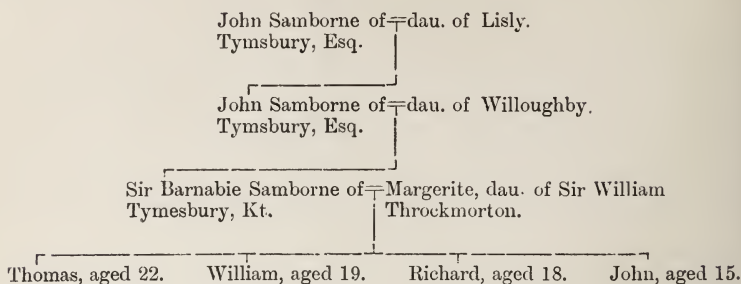 John Samborne of dau. of Lisly.
Tymsbury, Esq.
John Samborne of dau. of Willoughby.
Tymsbury, Esq.
Sir Barnabie Samborne of Margerite, dau. of Sir William
Tymesbury, Kt. Throckmorton.
Thomas, aged 22. William, aged 19. Richard, aged 18. John, aged 15.